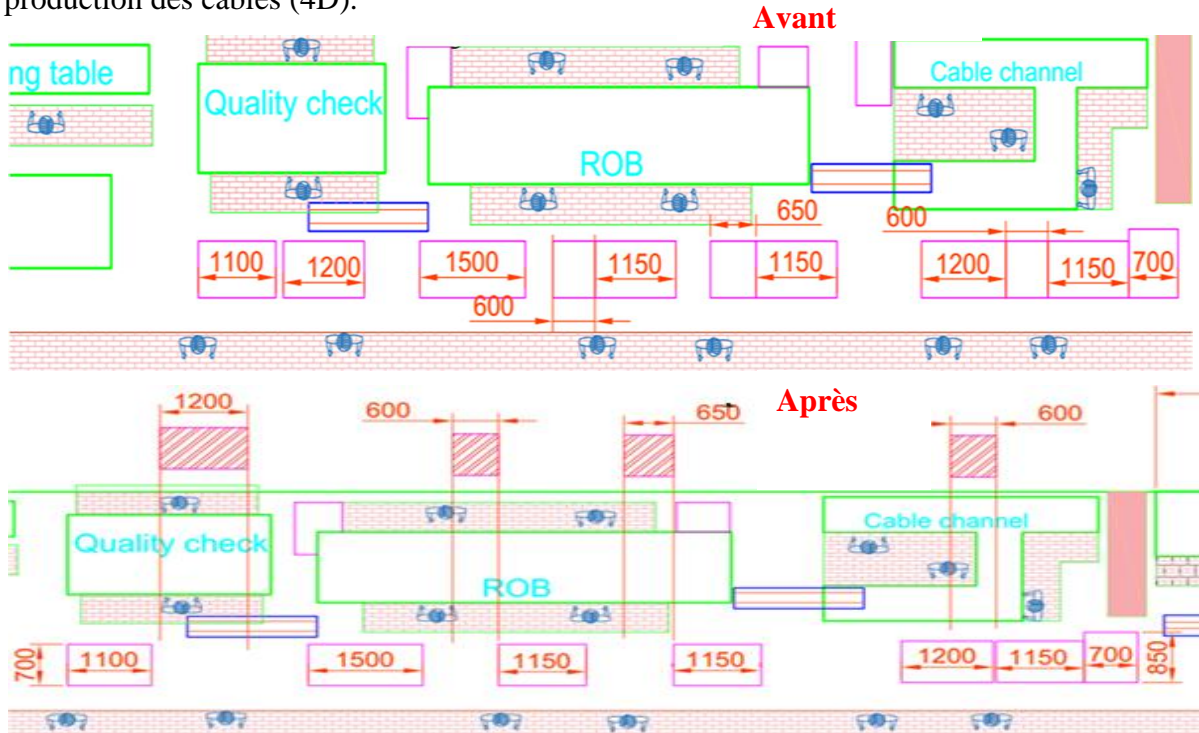 production des câbles (4D).
Avant
ng table
Quality check
ROB
Cable channel
650
600
1100
1200
1500
1150
1150
1200
1150
700
600
Après
1200
600
650
600
Quality check
ROB
Cable channel
700
1100
1500
1150
1150
1200
1150
700
850